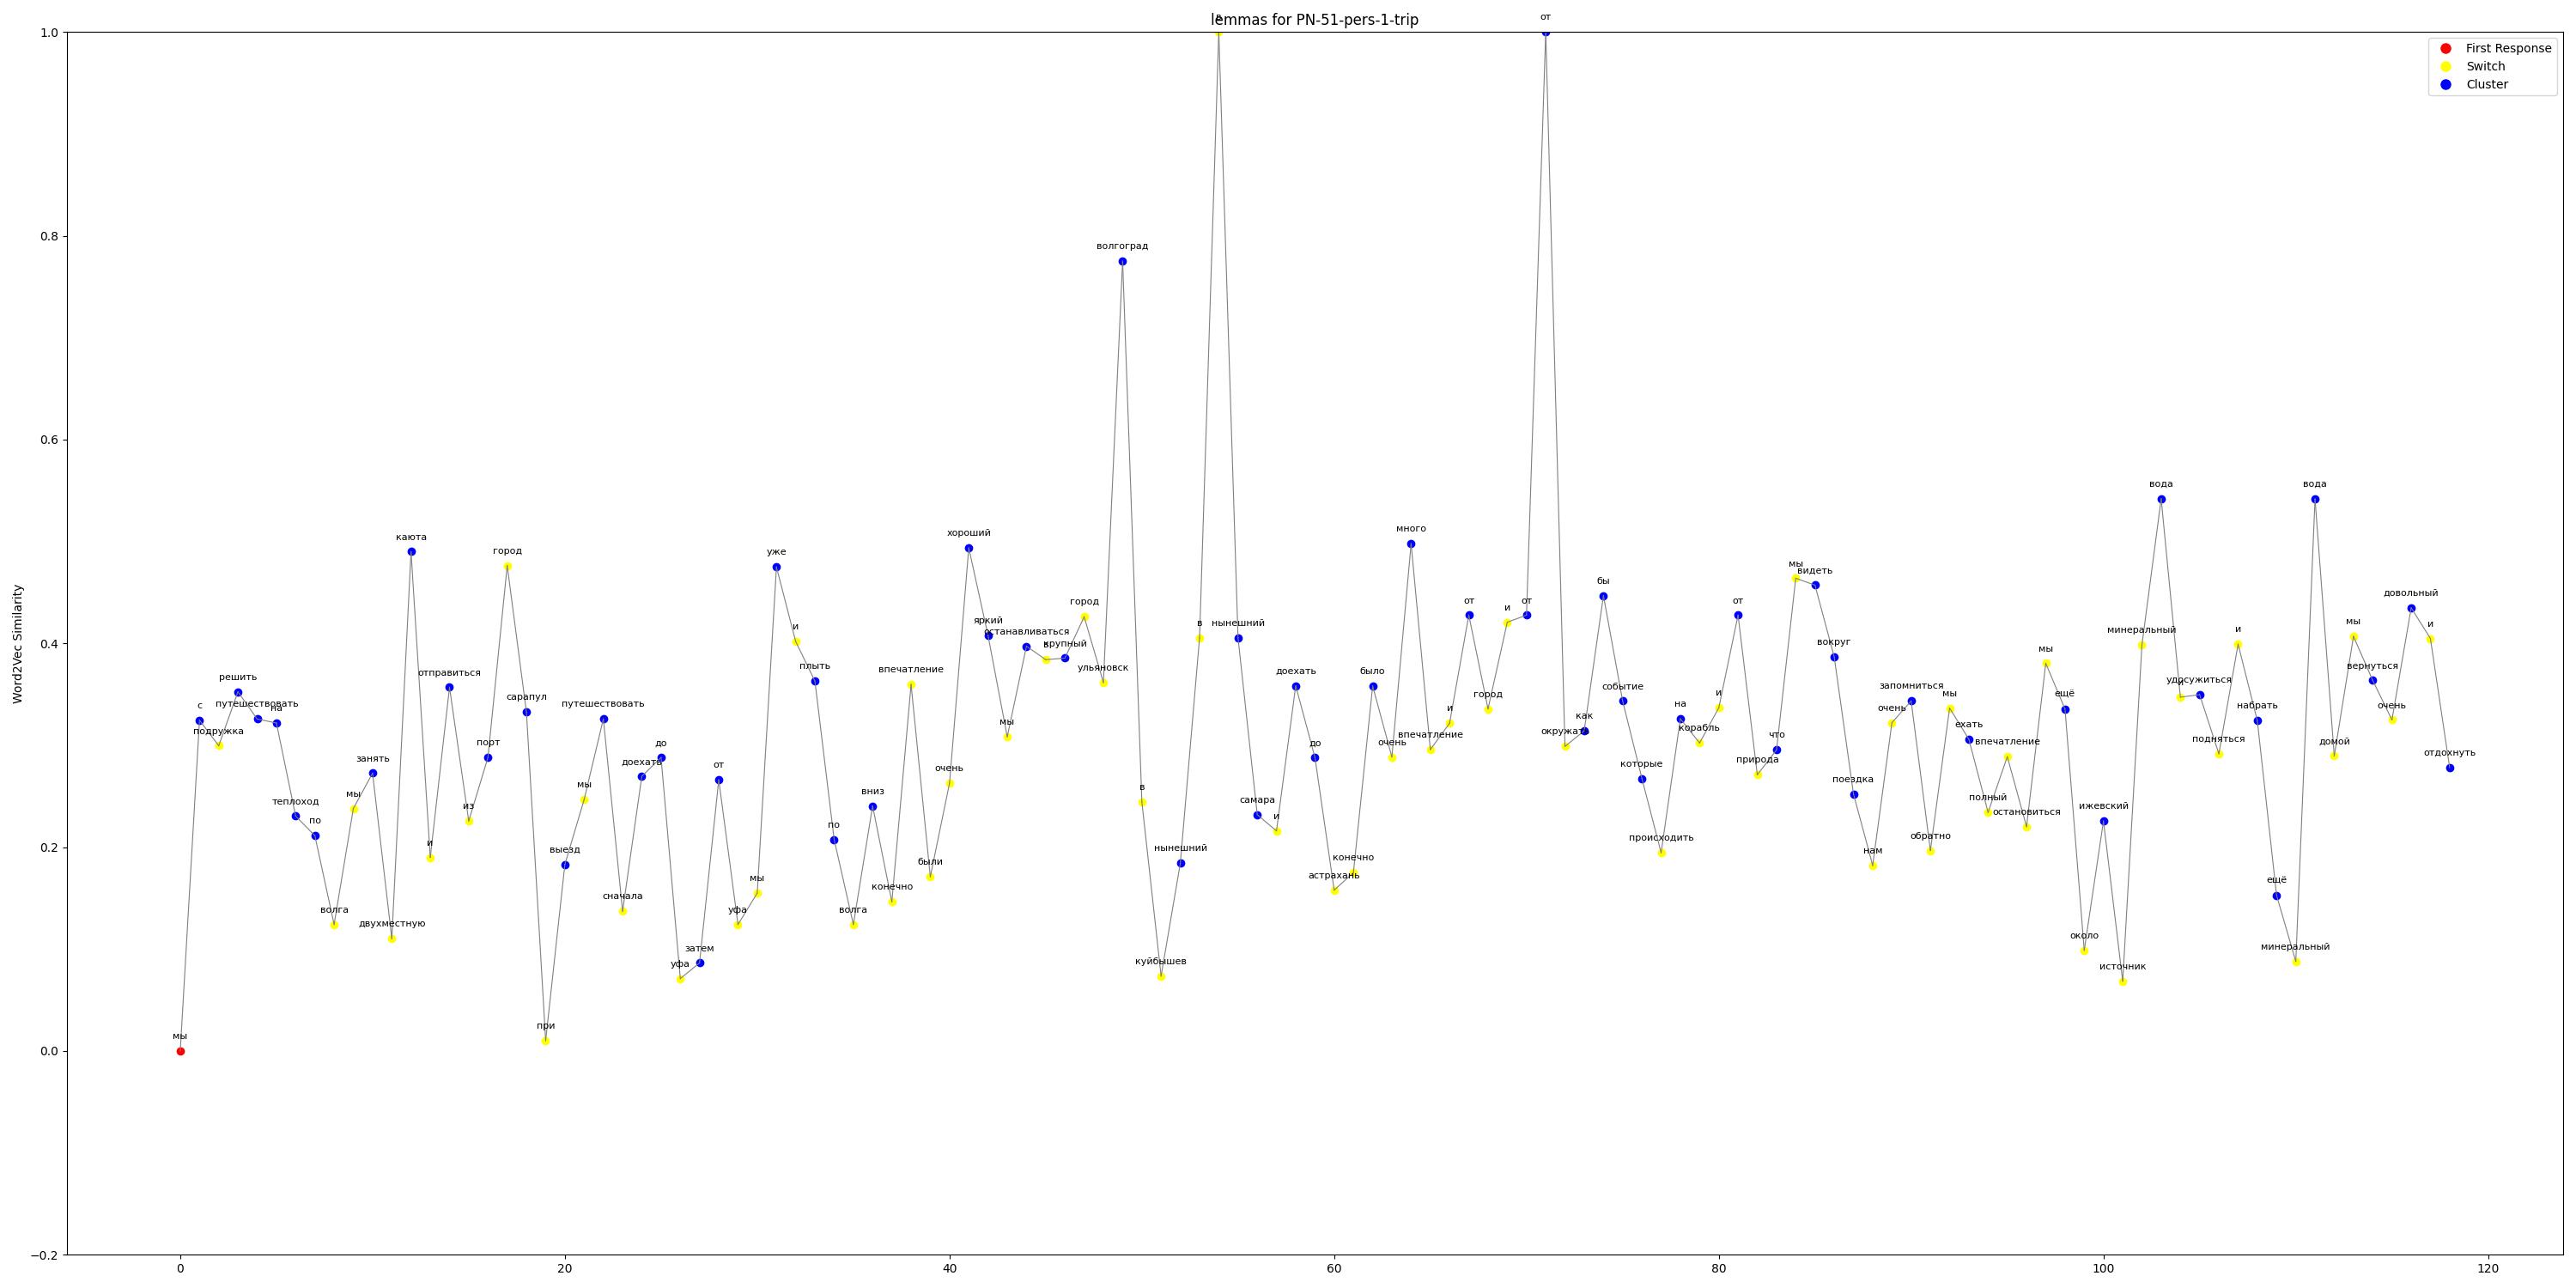 lemmas for PN-51-pers-1-trip
First Response
Switch
Cluster
Word2Vec Similarity
1.0
0.8
0.6
0.4
0.2
0.0
−0.2
0
20
40
60
80
100
120
мы
с
подружка
решить
путешествовать
на
теплоход
по
волга
мы
занять
двухместную
каюта
и
отправиться
из
порт
город
сарапул
при
выезд
мы
путешествовать
сначала
доехать
до
уфа
затем
от
уфа
мы
уже
и
плыть
по
волга
вниз
конечно
впечатление
были
очень
хороший
яркий
мы
останавливаться
в
крупный
город
ульяновск
волгоград
в
куйбышев
нынешний
в
в
нынешний
самара
и
доехать
до
астрахань
конечно
было
очень
много
впечатление
и
от
город
и
от
от
окружать
как
бы
событие
которые
происходить
на
корабль
и
от
природа
что
мы
видеть
вокруг
поездка
нам
очень
запомниться
обратно
мы
ехать
полный
впечатление
остановиться
мы
ещё
около
ижевский
источник
минеральный
вода
и
удосужиться
подняться
и
набрать
ещё
минеральный
вода
домой
мы
вернуться
очень
довольный
и
отдохнуть